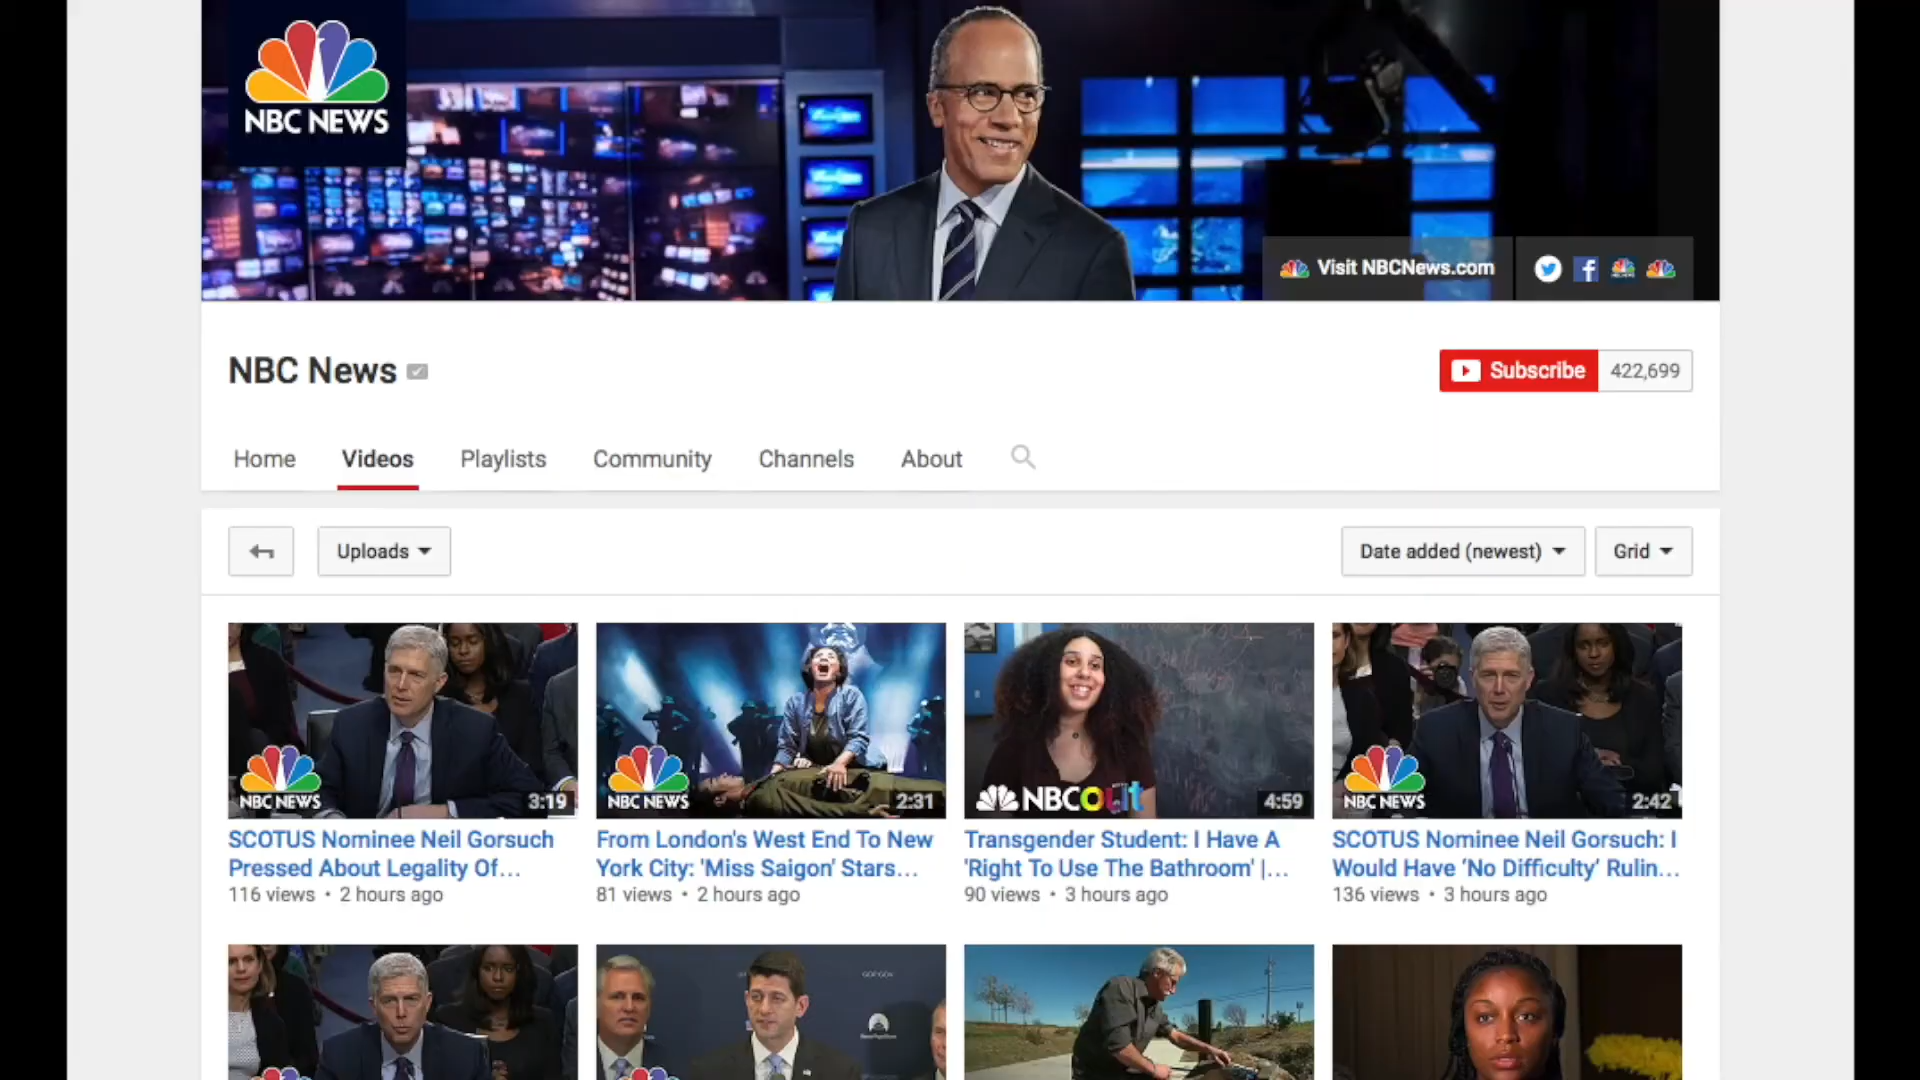 NBC NEWS
Visit NBCNews.com
NBC News
Subscribe 422,699
Home Videos Playlists Community Channels About
Uploads
Date added (newest) Grid
NBC NEWS 3:19
NBC NEWS 2:31
NBC OUT 4:59
NBC NEWS 2:42
SCOTUS Nominee Neil Gorsuch
Pressed About Legality Of...
116 views • 2 hours ago
From London's West End To New
York City: 'Miss Saigon' Stars...
81 views • 2 hours ago
Transgender Student: I Have A
'Right To Use The Bathroom' |...
90 views • 3 hours ago
SCOTUS Nominee Neil Gorsuch: I
Would Have ‘No Difficulty’ Rulin...
136 views • 3 hours ago
GOP.GOV